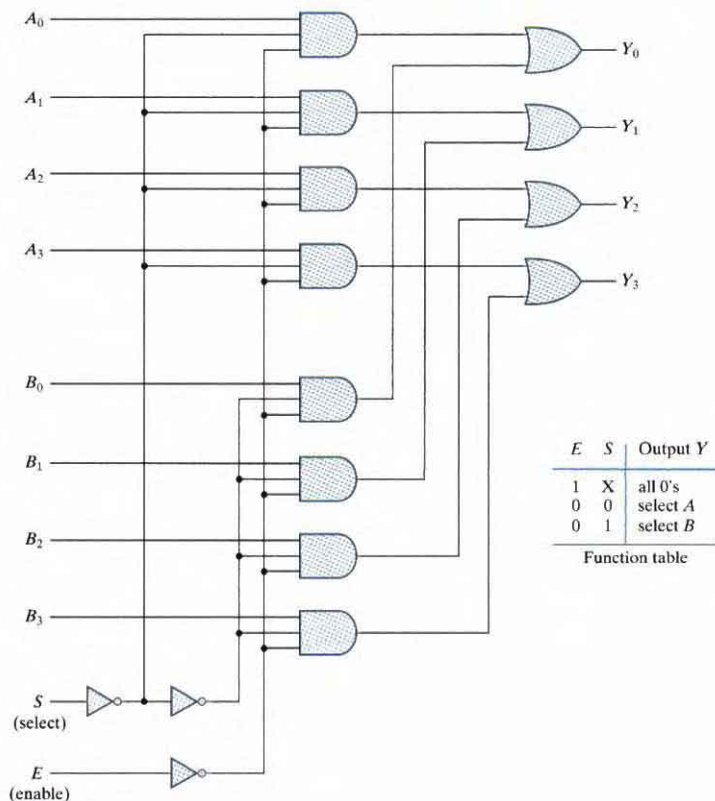 A0
Y0
A1
Y1
A2
Y2
A3
Y3
B0
B1
B2
B3
S
(select)
E
(enable)
E S Output Y
1 X all 0's
0 0 select A
0 1 select B
Function table